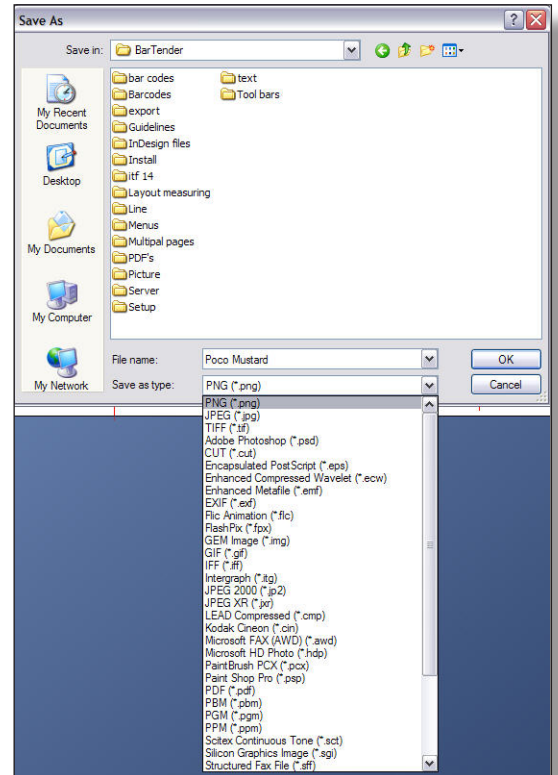 Save As
Save in:
BarTender
My Recent
Documents
Desktop
My Documents
My Computer
My Network
bar codes
Barcodes
export
Guidelines
InDesign files
Install
itf 14
Layout measuring
Line
Menus
Multipal pages
PDF's
Picture
Server
Setup
text
Tool bars
File name:
Poco Mustard
OK
Save as type:
PNG (*.png)
Cancel
PNG (*.png)
JPEG (*.jpg)
TIFF (*.tif)
Adobe Photoshop (*.psd)
CUT (*.cut)
Encapsulated PostScript (*.eps)
Enhanced Compressed Wavelet (*.ecw)
Enhanced Metafile (*.emf)
EXIF (*.exf)
Flic Animation (*.flc)
FlashPix (*.fpx)
GEM Image (*.img)
GIF (*.gif)
IFF (*.iff)
Intergraph (*.itg)
JPEG 2000 (*.jp2)
JPEG XR (*.jxr)
LEAD Compressed (*.cmp)
Kodak Cineon (*.cin)
Microsoft FAX (AWD) (*.awd)
Microsoft HD Photo (*.hdp)
PaintBrush PCX (*.pcx)
Paint Shop Pro (*.psp)
PDF (*.pdf)
PBM (*.pbm)
PGM (*.pgm)
PPM (*.ppm)
Scitex Continuous Tone (*.sct)
Silicon Graphics Image (*.sgi)
Structured Fax File (*.sff)